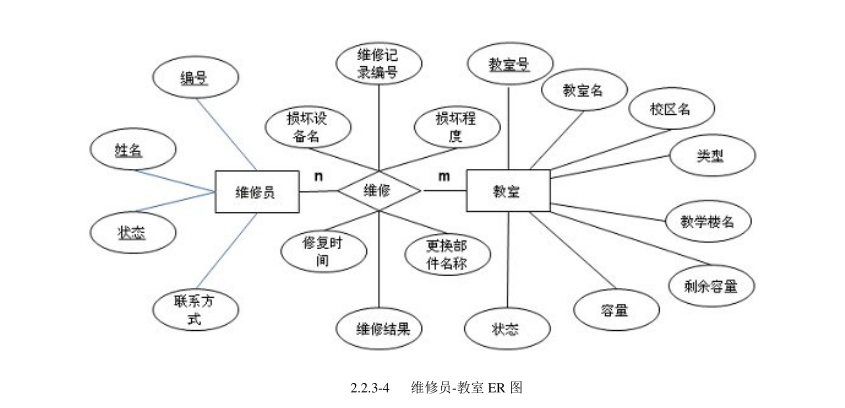 维修记
录编号
教室号
编号
教室名
校区名
损坏设
备名
损坏程
度
姓名
类型
n
m
维修员
维修
教室
教学楼名
状态
修复时
间
更换部
件名称
剩余容量
联系方
式
容量
维修结果
状态
2.2.3-4 维修员-教室 ER 图